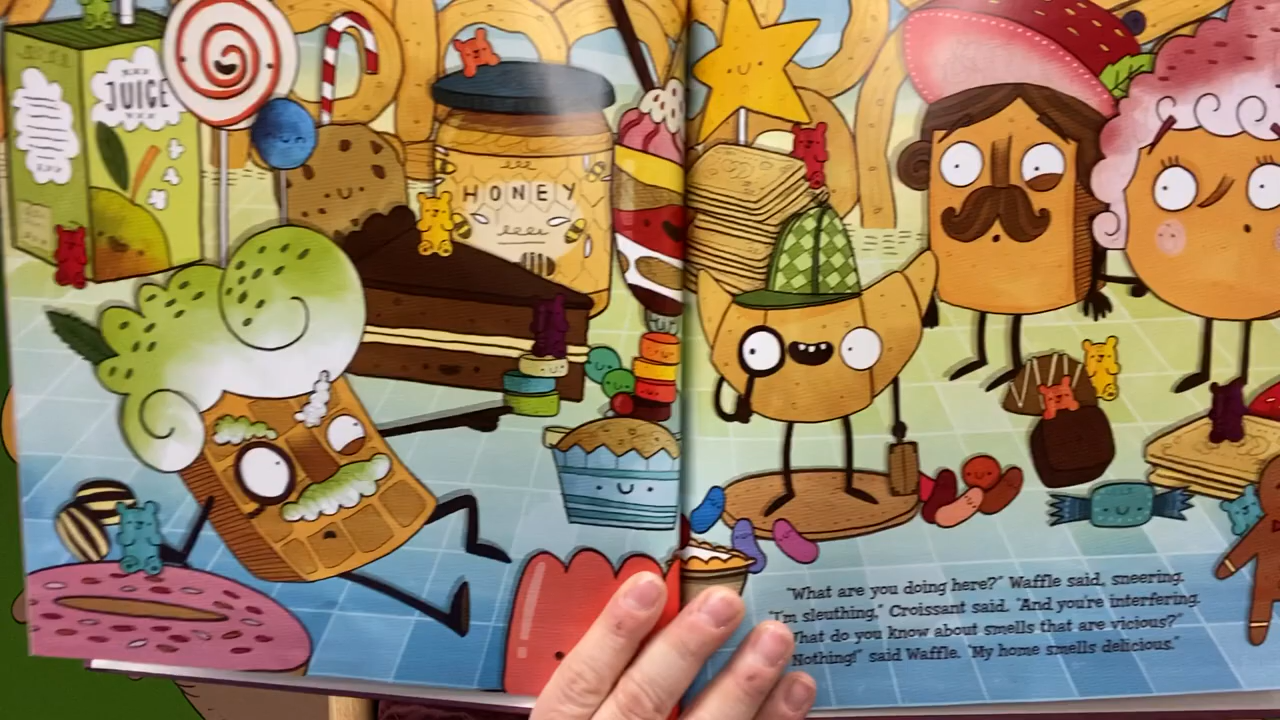 JUICE
HONEY
"What are you doing here?" Waffle said, sneering.
"I'm sleuthing," Croissant said. "And you're interfering.
What do you know about smells that are vicious?"
Nothing!" said Waffle. "My home smells delicious."